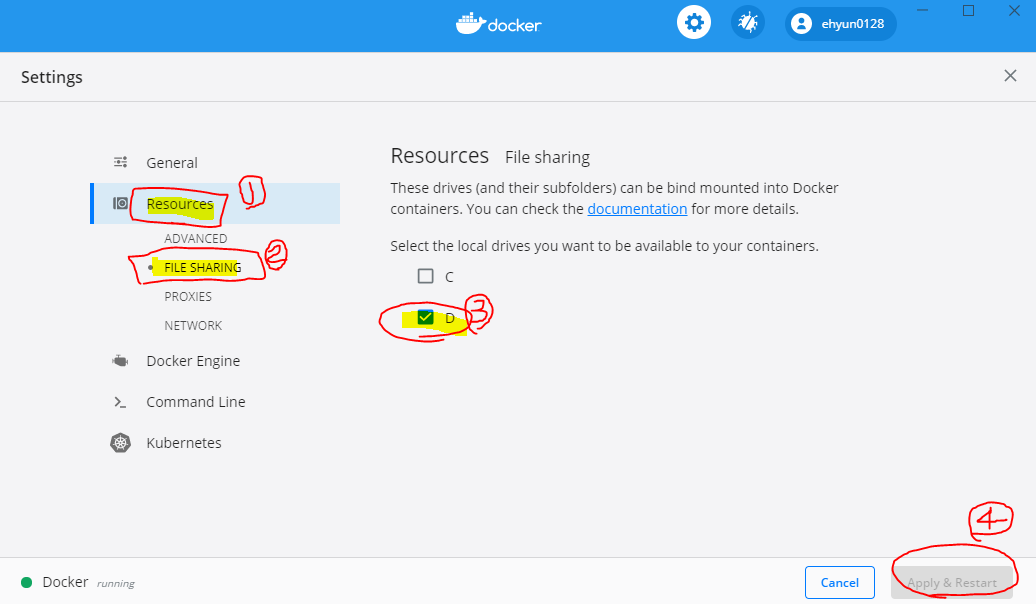 docker
ehyun0128
Settings
General
Resources
①
ADVANCED
FILE SHARING
②
PROXIES
NETWORK
Docker Engine
Command Line
Kubernetes
Resources File sharing
These drives (and their subfolders) can be bind mounted into Docker
containers. You can check the documentation for more details.
Select the local drives you want to be available to your containers.
C
D
③
④
Docker running
Cancel
Apply & Restart